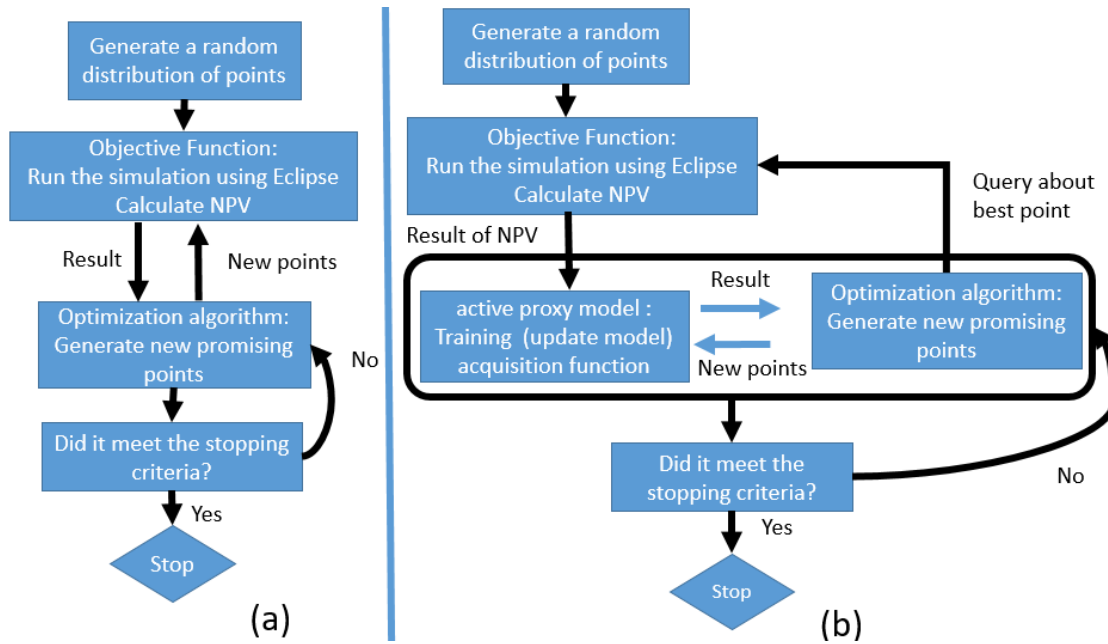 Generate a random
distribution of points
Objective Function:
Run the simulation using Eclipse
Calculate NPV
Result
New points
Optimization algorithm:
Generate new promising
points
No
Did it meet the stopping
criteria?
Yes
Stop
(a)
Generate a random
distribution of points
Objective Function:
Run the simulation using Eclipse
Calculate NPV
Query about
best point
Result of NPV
active proxy model :
Training (update model)
acquisition function
Result
New points
Optimization algorithm:
Generate new promising
points
Did it meet the
stopping criteria?
No
Yes
Stop
(b)